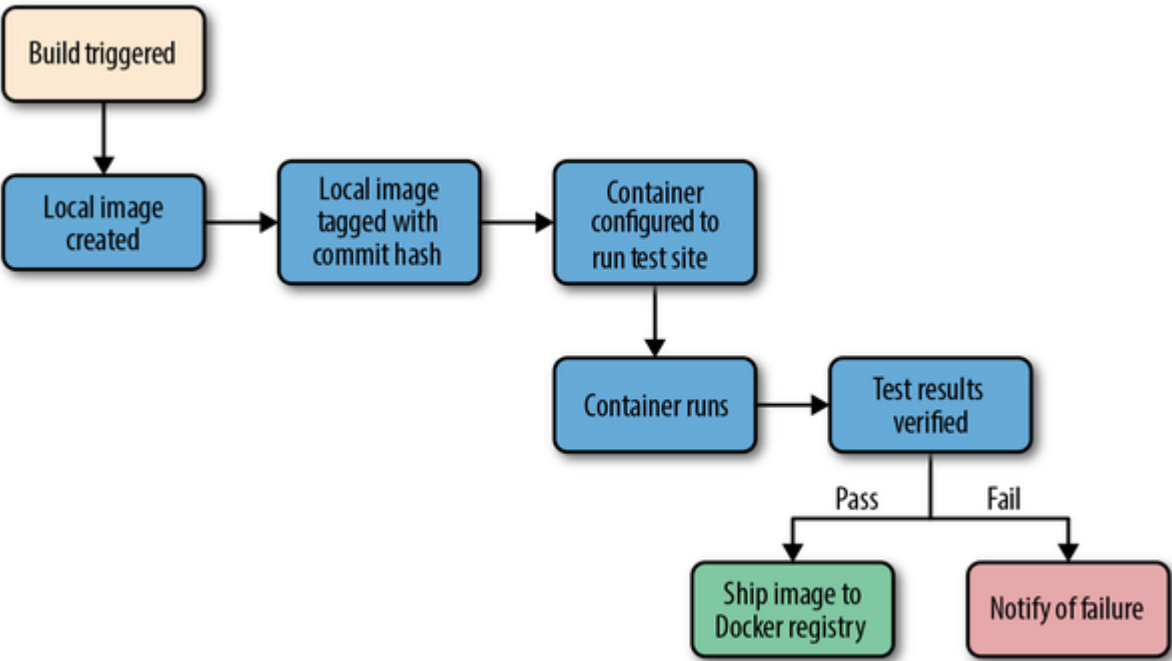 Build triggered
Local image
created
Local image
tagged with
commit hash
Container
configured to
run test site
Container runs
Test results
verified
Pass
Fail
Ship image to
Docker registry
Notify of failure